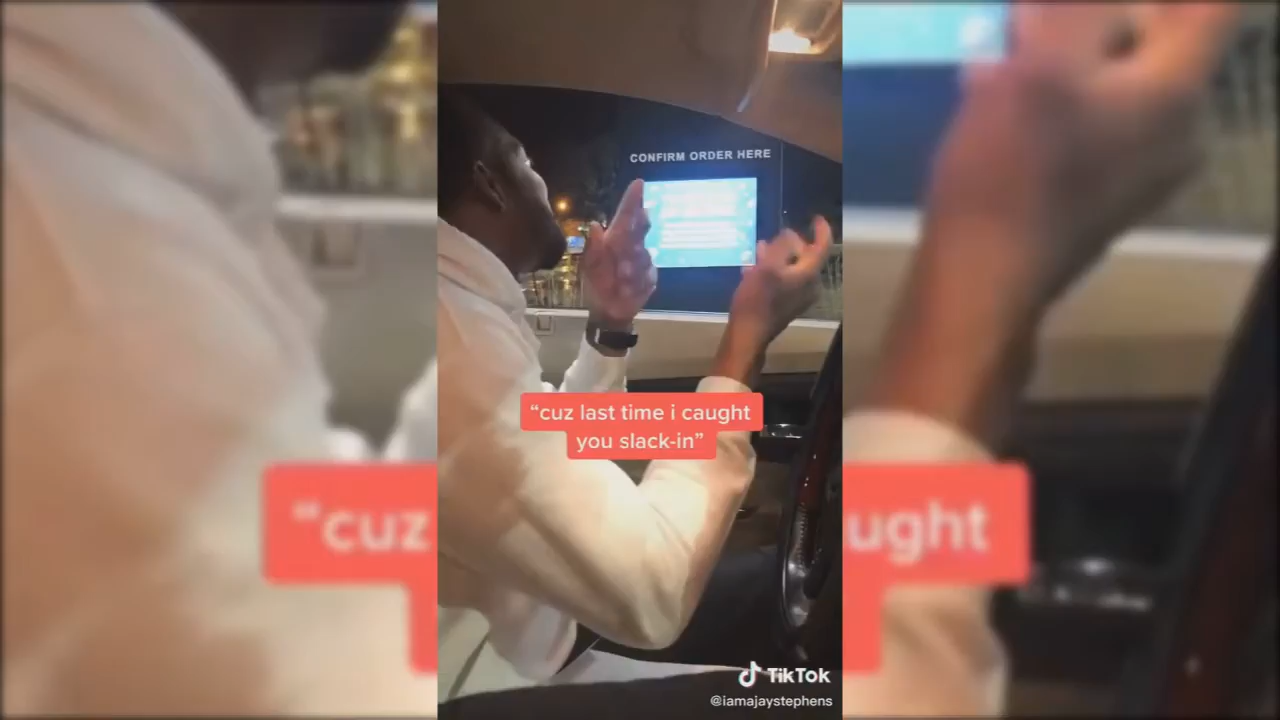 CONFIRM ORDER HERE
“cuz last time i caught
you slack-in”
“cuz
ught
TikTok
@iamajaystephens